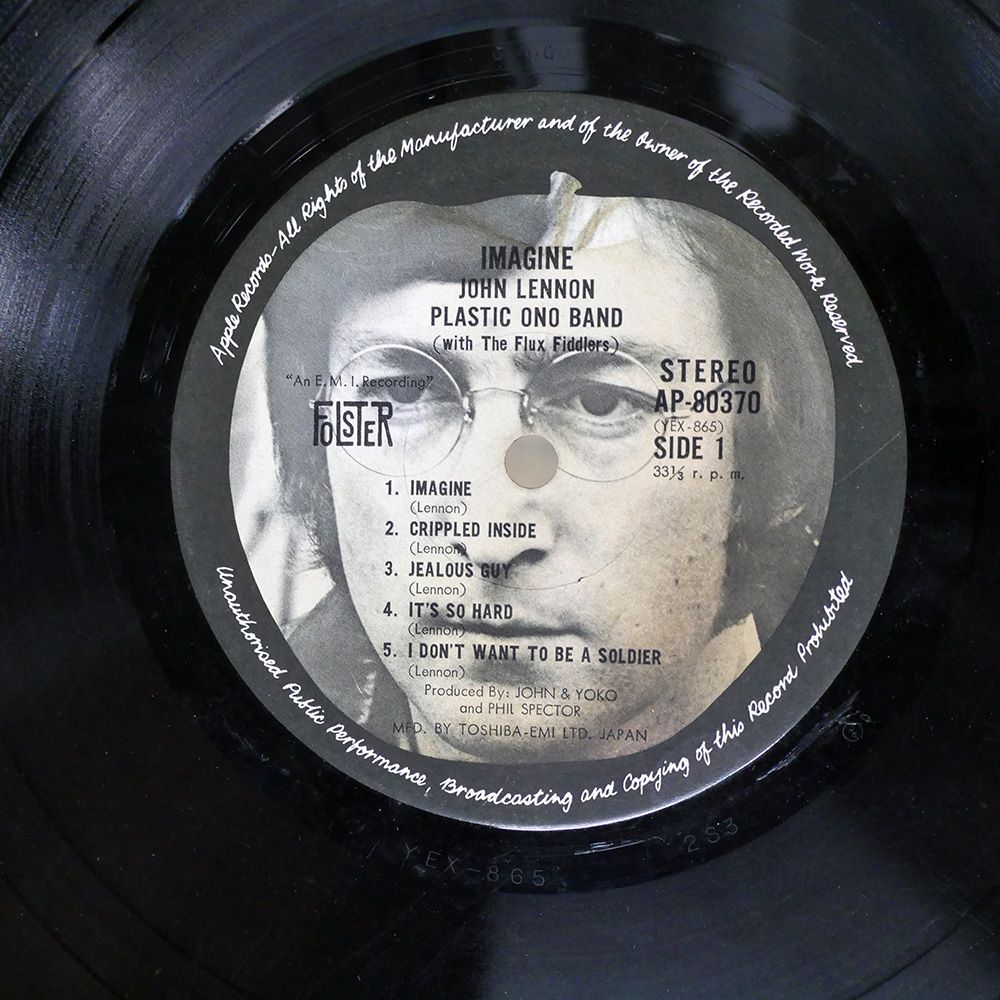 Apple Records-All Rights of the Manufacturer and of the Owner of the Recorded Work Reserved
IMAGINE
JOHN LENNON
PLASTIC ONO BAND
(with The Flux Fiddlers)
"An E.M.I. Recording"
FOLSTER
STEREO
AP-80370
(YEX-865)
SIDE 1
33⅓ r. p. m.
1. IMAGINE
(Lennon)
2. CRIPPLED INSIDE
(Lennon)
3. JEALOUS GUY
(Lennon)
4. IT'S SO HARD
(Lennon)
5. I DON'T WANT TO BE A SOLDIER
(Lennon)
Produced By: JOHN & YOKO
and PHIL SPECTOR
MFD. BY TOSHIBA-EMI LTD. JAPAN
Unauthorised Public Performance, Broadcasting and Copying of this Record Prohibited
YEX-865 2S3